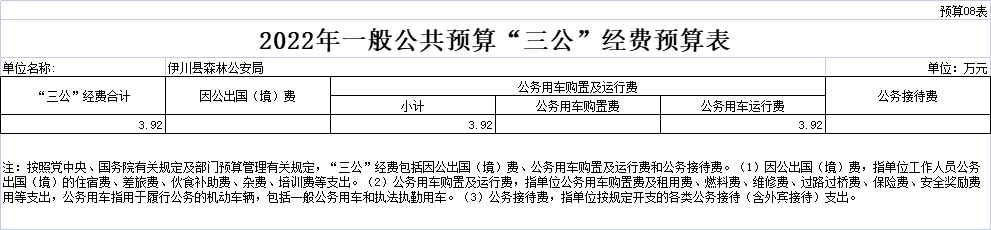 预算08表
2022年一般公共预算“三公”经费预算表
单位名称: 伊川县森林公安局 单位：万元
“三公”经费合计 因公出国（境）费 公务用车购置及运行费 公务接待费
小计 公务用车购置费 公务用车运行费
3.92 3.92 3.92
注：按照党中央、国务院有关规定及部门预算管理有关规定，“三公”经费包括因公出国（境）费、公务用车购置及运行费和公务接待费。（1）因公出国（境）费，指单位工作人员公务
出国（境）的住宿费、差旅费、伙食补助费、杂费、培训费等支出。（2）公务用车购置及运行费，指单位公务用车购置费及租用费、燃料费、维修费、过路过桥费、保险费、安全奖励费
用等支出，公务用车指用于履行公务的机动车辆，包括一般公务用车和执法执勤用车。（3）公务接待费，指单位按规定开支的各类公务接待（含外宾接待）支出。